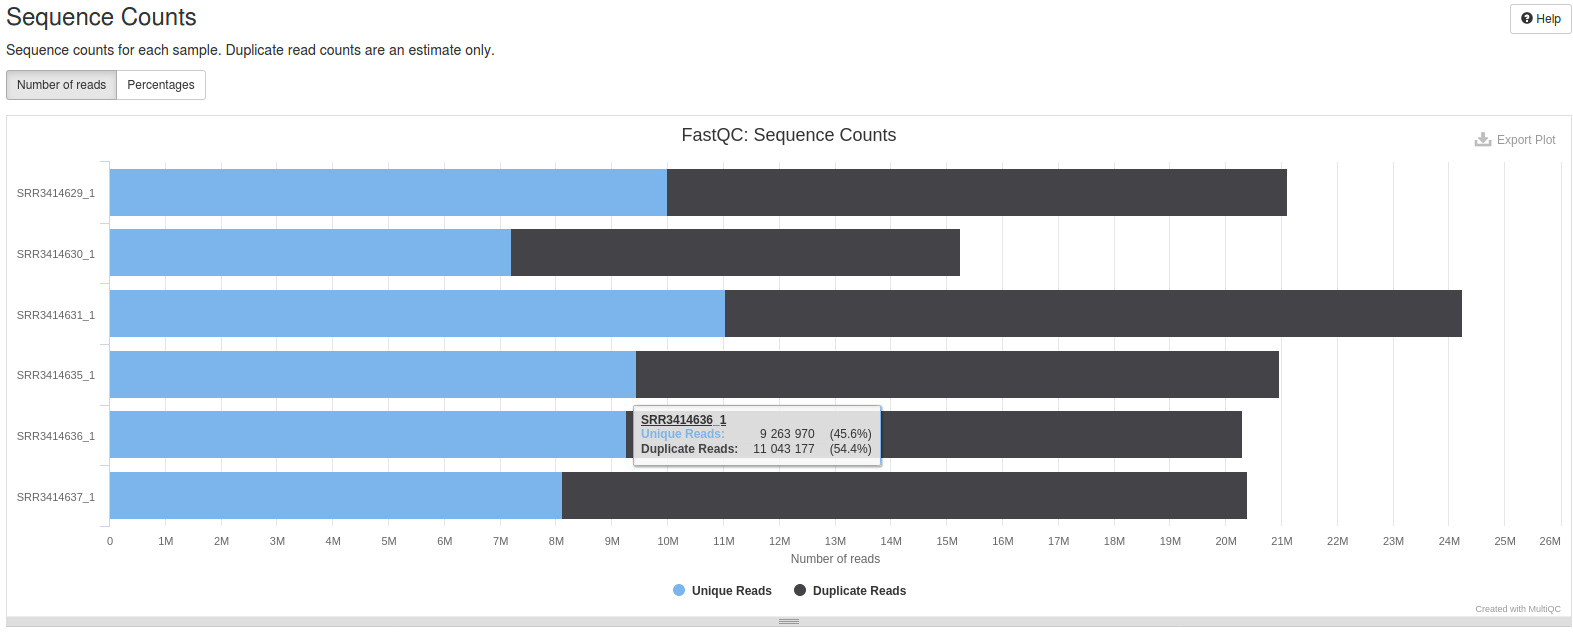 Sequence Counts
Help
Sequence counts for each sample. Duplicate read counts are an estimate only.
Number of reads Percentages
FastQC: Sequence Counts
Export Plot
SRR3414629_1
SRR3414630_1
SRR3414631_1
SRR3414635_1
SRR3414636_1
SRR3414636_1
Unique Reads: 9 263 970 (45.6%)
Duplicate Reads: 11 043 177 (54.4%)
SRR3414637_1
0 1M 2M 3M 4M 5M 6M 7M 8M 9M 10M 11M 12M 13M 14M 15M 16M 17M 18M 19M 20M 21M 22M 23M 24M 25M 26M
Number of reads
Unique Reads Duplicate Reads
Created with MultiQC